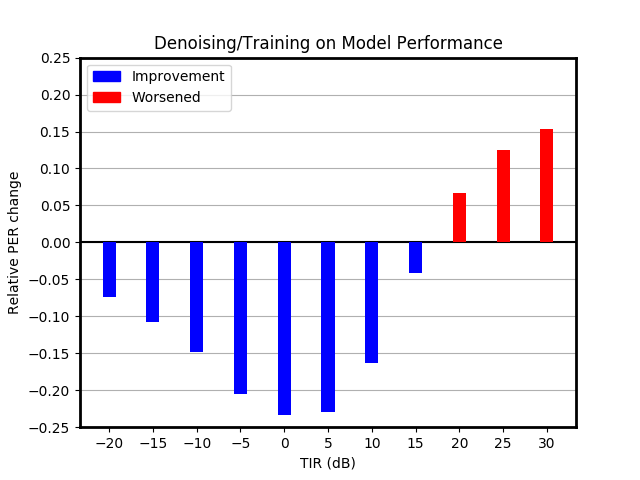 Denoising/Training on Model Performance
Improvement
Worsened
Relative PER change
0.25
0.20
0.15
0.10
0.05
0.00
−0.05
−0.10
−0.15
−0.20
−0.25
−20 −15 −10 −5 0 5 10 15 20 25 30
TIR (dB)